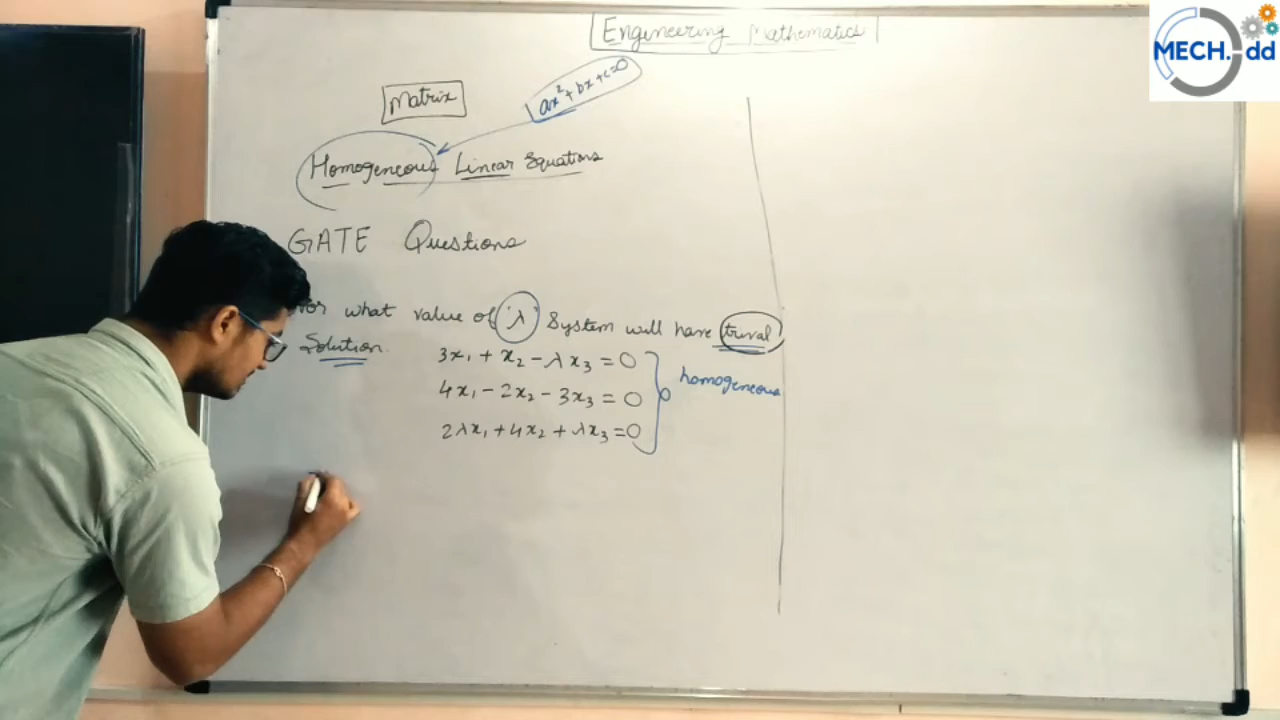 Engineering Mathematics
MECH. dd
Matrix
ax² + bx + c = 0
Homogeneous Linear Equations
GATE Questions
For what value of 'λ' System will have trival
Solution.
3x₁ + x₂ - λx₃ = 0
4x₁ - 2x₂ - 3x₃ = 0
2λx₁ + 4x₂ + λx₃ = 0
homogeneous